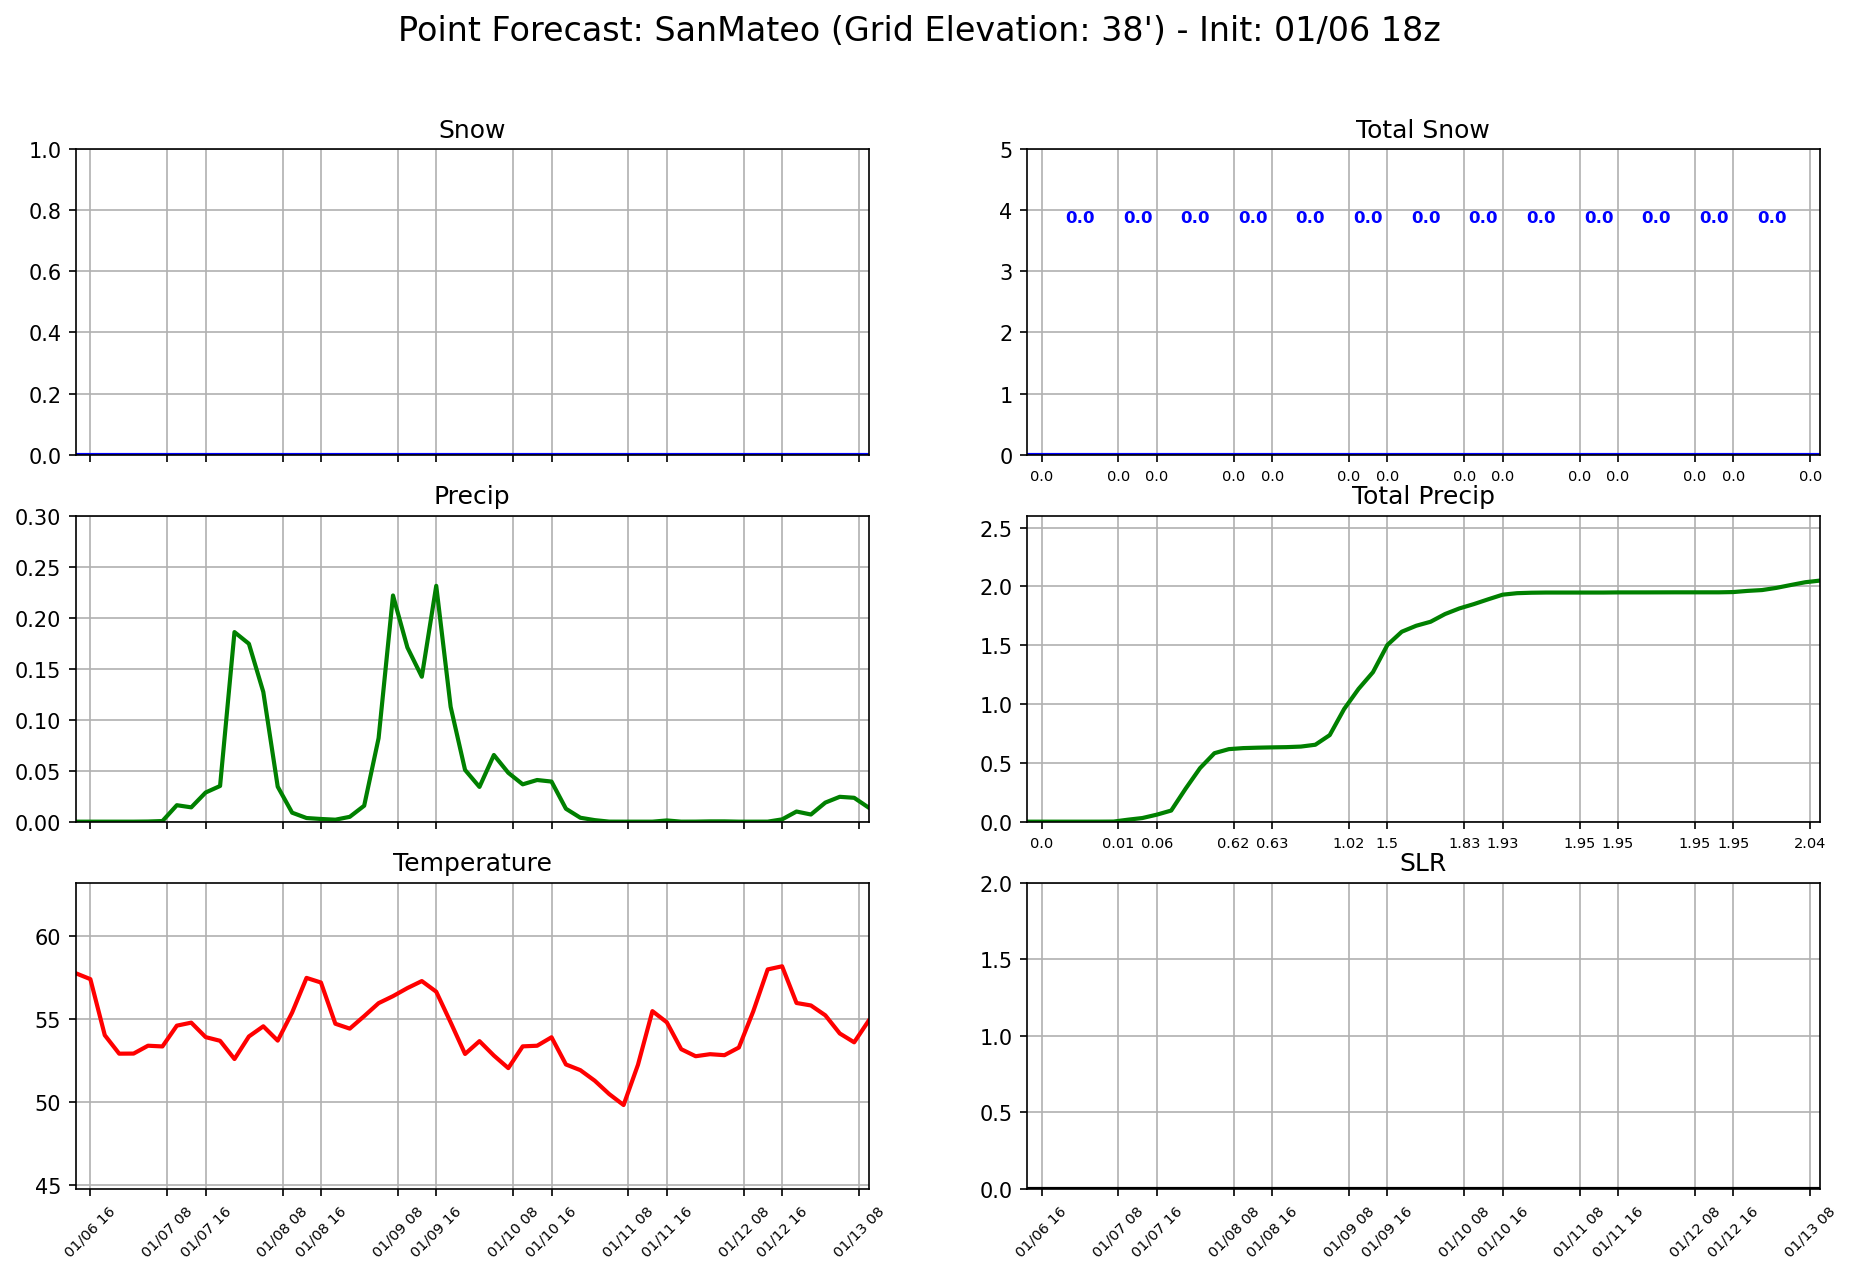 Point Forecast: SanMateo (Grid Elevation: 38') - Init: 01/06 18z
Snow
1.0
0.8
0.6
0.4
0.2
0.0
Total Snow
5
4
3
2
1
0
0.0 0.0 0.0 0.0 0.0 0.0 0.0 0.0 0.0 0.0 0.0 0.0 0.0
0.0 0.0 0.0 0.0 0.0 0.0 0.0 0.0 0.0 0.0 0.0 0.0 0.0 0.0
Precip
0.30
0.25
0.20
0.15
0.10
0.05
0.00
Total Precip
2.5
2.0
1.5
1.0
0.5
0.0
0.0 0.01 0.06 0.62 0.63 1.02 1.5 1.83 1.93 1.95 1.95 1.95 1.95 2.04
Temperature
60
55
50
45
01/06 16 01/07 08 01/07 16 01/08 08 01/08 16 01/09 08 01/09 16 01/10 08 01/10 16 01/11 08 01/11 16 01/12 08 01/12 16 01/13 08
SLR
2.0
1.5
1.0
0.5
0.0
01/06 16 01/07 08 01/07 16 01/08 08 01/08 16 01/09 08 01/09 16 01/10 08 01/10 16 01/11 08 01/11 16 01/12 08 01/12 16 01/13 08